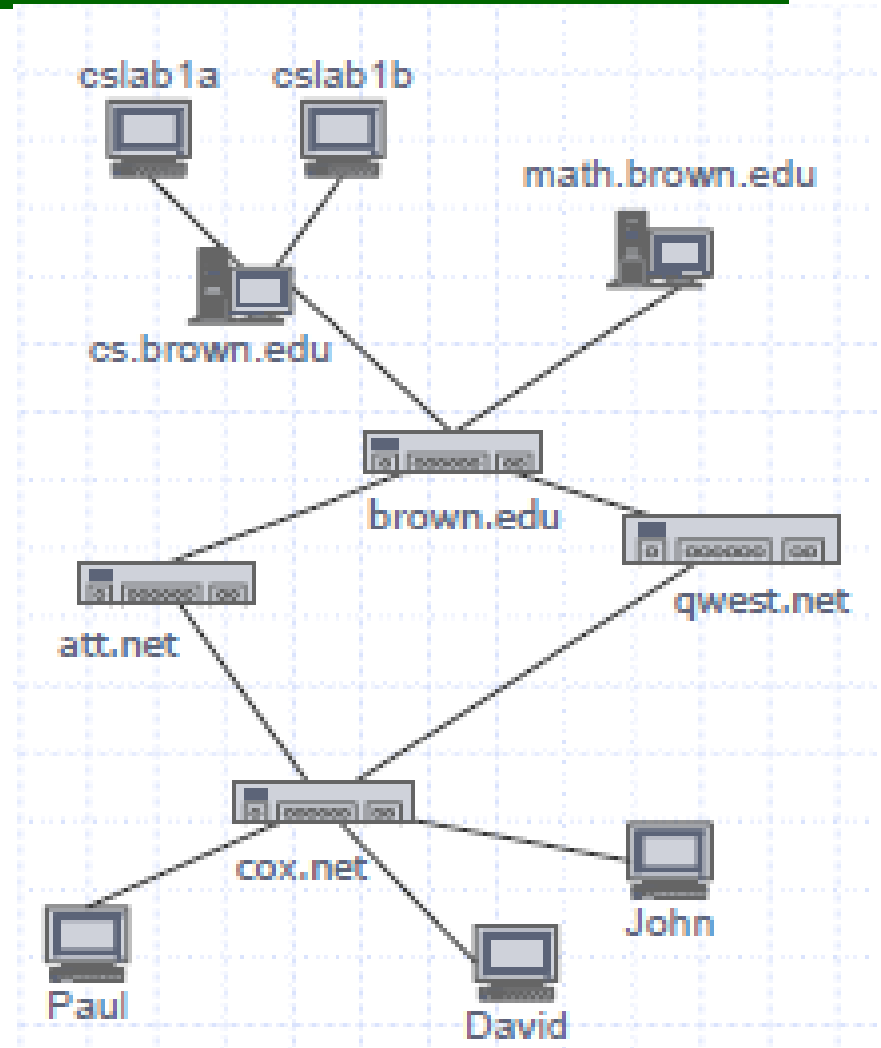 cslab1a cslab1b
math.brown.edu
cs.brown.edu
brown.edu
qwest.net
att.net
cox.net
John
Paul
David